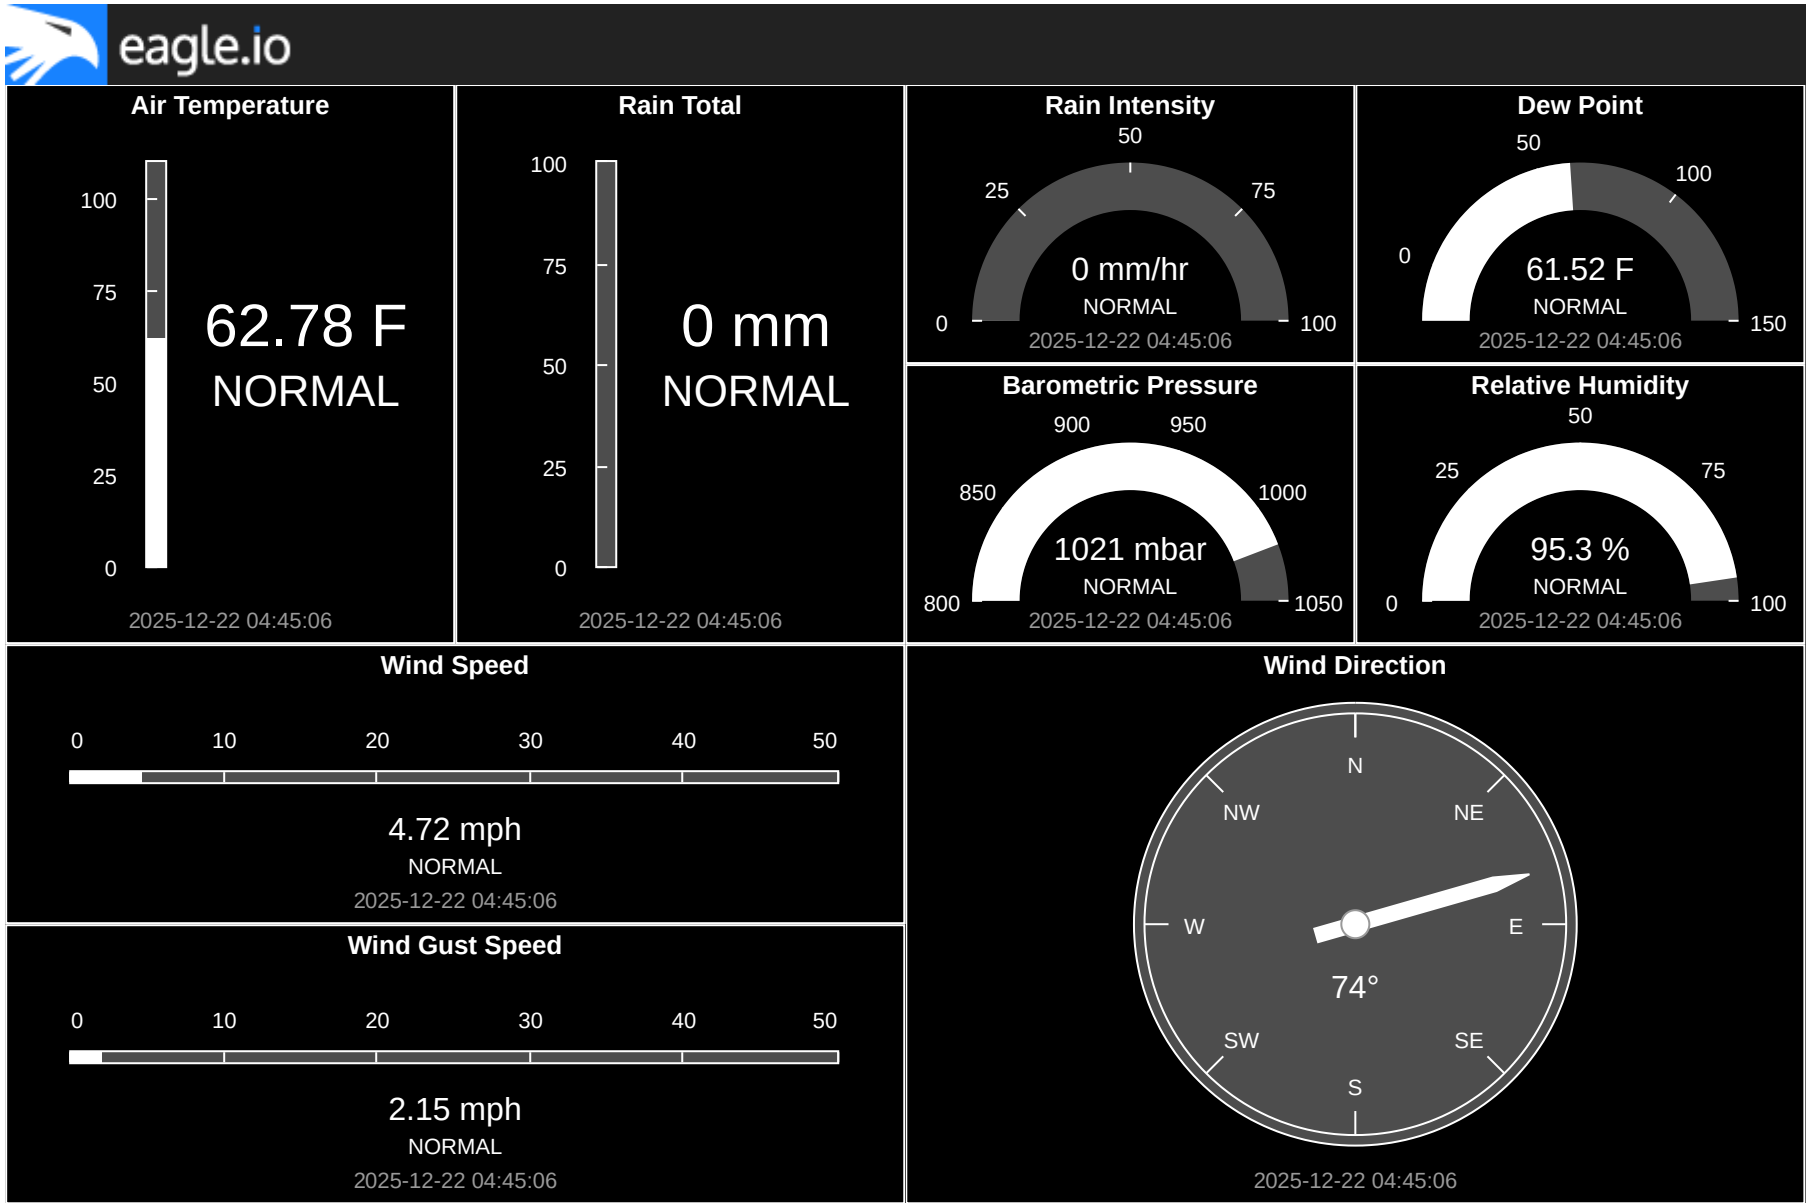 eagle.io
Air Temperature
100
75
50
25
0
62.78 F
NORMAL
2025-12-22 04:45:06
Rain Total
100
75
50
25
0
0 mm
NORMAL
2025-12-22 04:45:06
Rain Intensity
50
25
75
0
100
0 mm/hr
NORMAL
2025-12-22 04:45:06
Dew Point
50
100
0
150
61.52 F
NORMAL
2025-12-22 04:45:06
Barometric Pressure
900
950
850
1000
800
1050
1021 mbar
NORMAL
2025-12-22 04:45:06
Relative Humidity
50
25
75
0
100
95.3 %
NORMAL
2025-12-22 04:45:06
Wind Speed
0 10 20 30 40 50
4.72 mph
NORMAL
2025-12-22 04:45:06
Wind Gust Speed
0 10 20 30 40 50
2.15 mph
NORMAL
2025-12-22 04:45:06
Wind Direction
N
NW NE
W E
74°
SW SE
S
2025-12-22 04:45:06